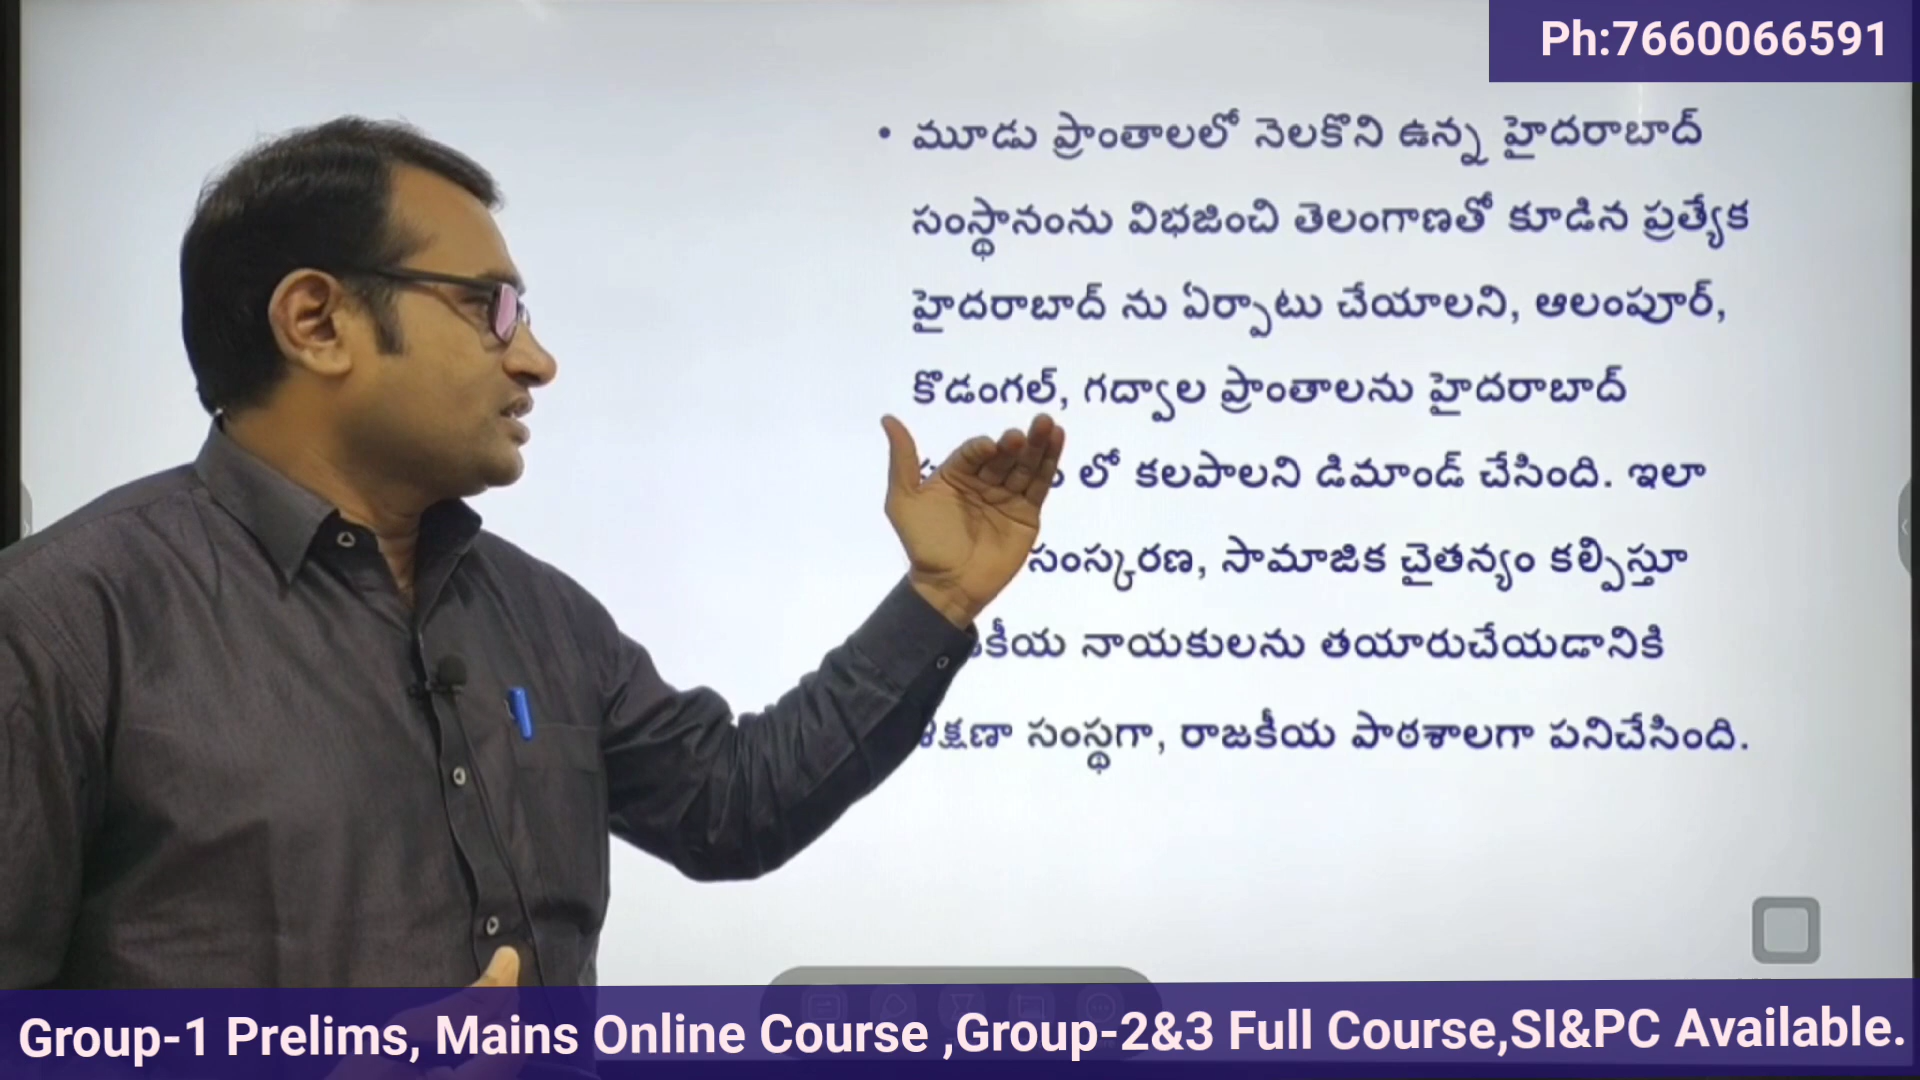 Ph:7660066591
• మూడు ప్రాంతాలలో నెలకొని ఉన్న హైదరాబాద్
సంస్థానంను విభజించి తెలంగాణతో కూడిన ప్రత్యేక
హైదరాబాద్ ను ఏర్పాటు చేయాలని, ఆలంపూర్,
కొడంగల్, గద్వాల ప్రాంతాలను హైదరాబాద్
లో కలపాలని డిమాండ్ చేసింది. ఇలా
సంస్కరణ, సామాజిక చైతన్యం కల్పిస్తూ
నాయకులను తయారుచేయడానికి
సంస్థగా, రాజకీయ పాఠశాలగా పనిచేసింది.
Group-1 Prelims, Mains Online Course ,Group-2&3 Full Course,SI&PC Available.